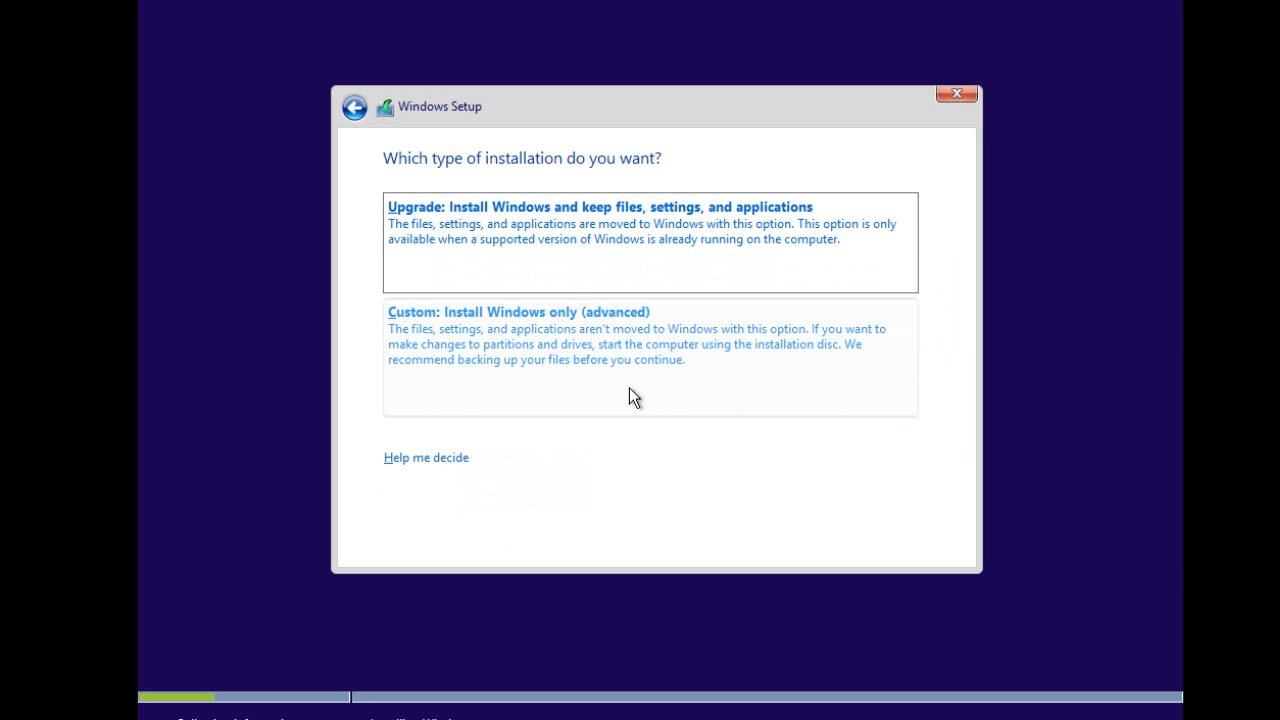 Windows Setup
Which type of installation do you want?
Upgrade: Install Windows and keep files, settings, and applications
The files, settings, and applications are moved to Windows with this option. This option is only
available when a supported version of Windows is already running on the computer.
Custom: Install Windows only (advanced)
The files, settings, and applications aren't moved to Windows with this option. If you want to
make changes to partitions and drives, start the computer using the installation disc. We
recommend backing up your files before you continue.
Help me decide